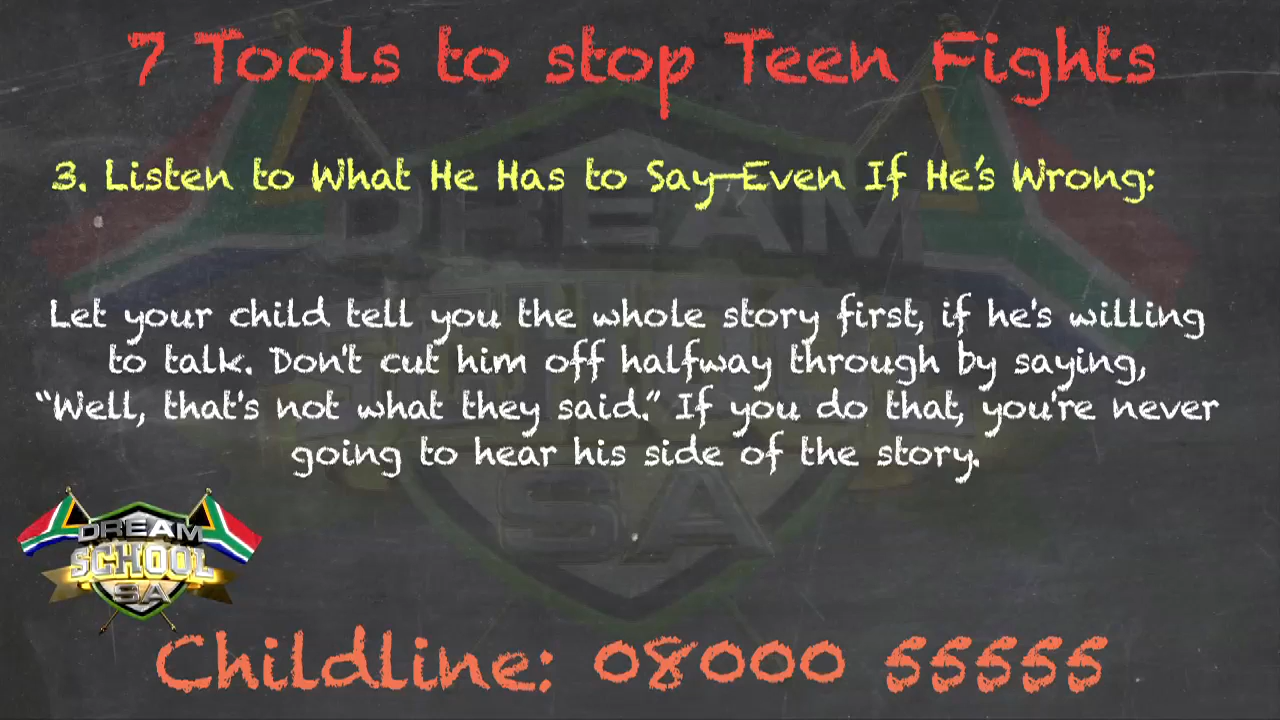 7 Tools to stop Teen Fights
3. Listen to What He Has to Say—Even If He's Wrong:
Let your child tell you the whole story first, if he's willing
to talk. Don't cut him off halfway through by saying,
“Well, that's not what they said.” If you do that, you're never
going to hear his side of the story.
DREAM
SCHOOL
SA
DREAM
SCHOOL
SA
Childline: 08000 55555